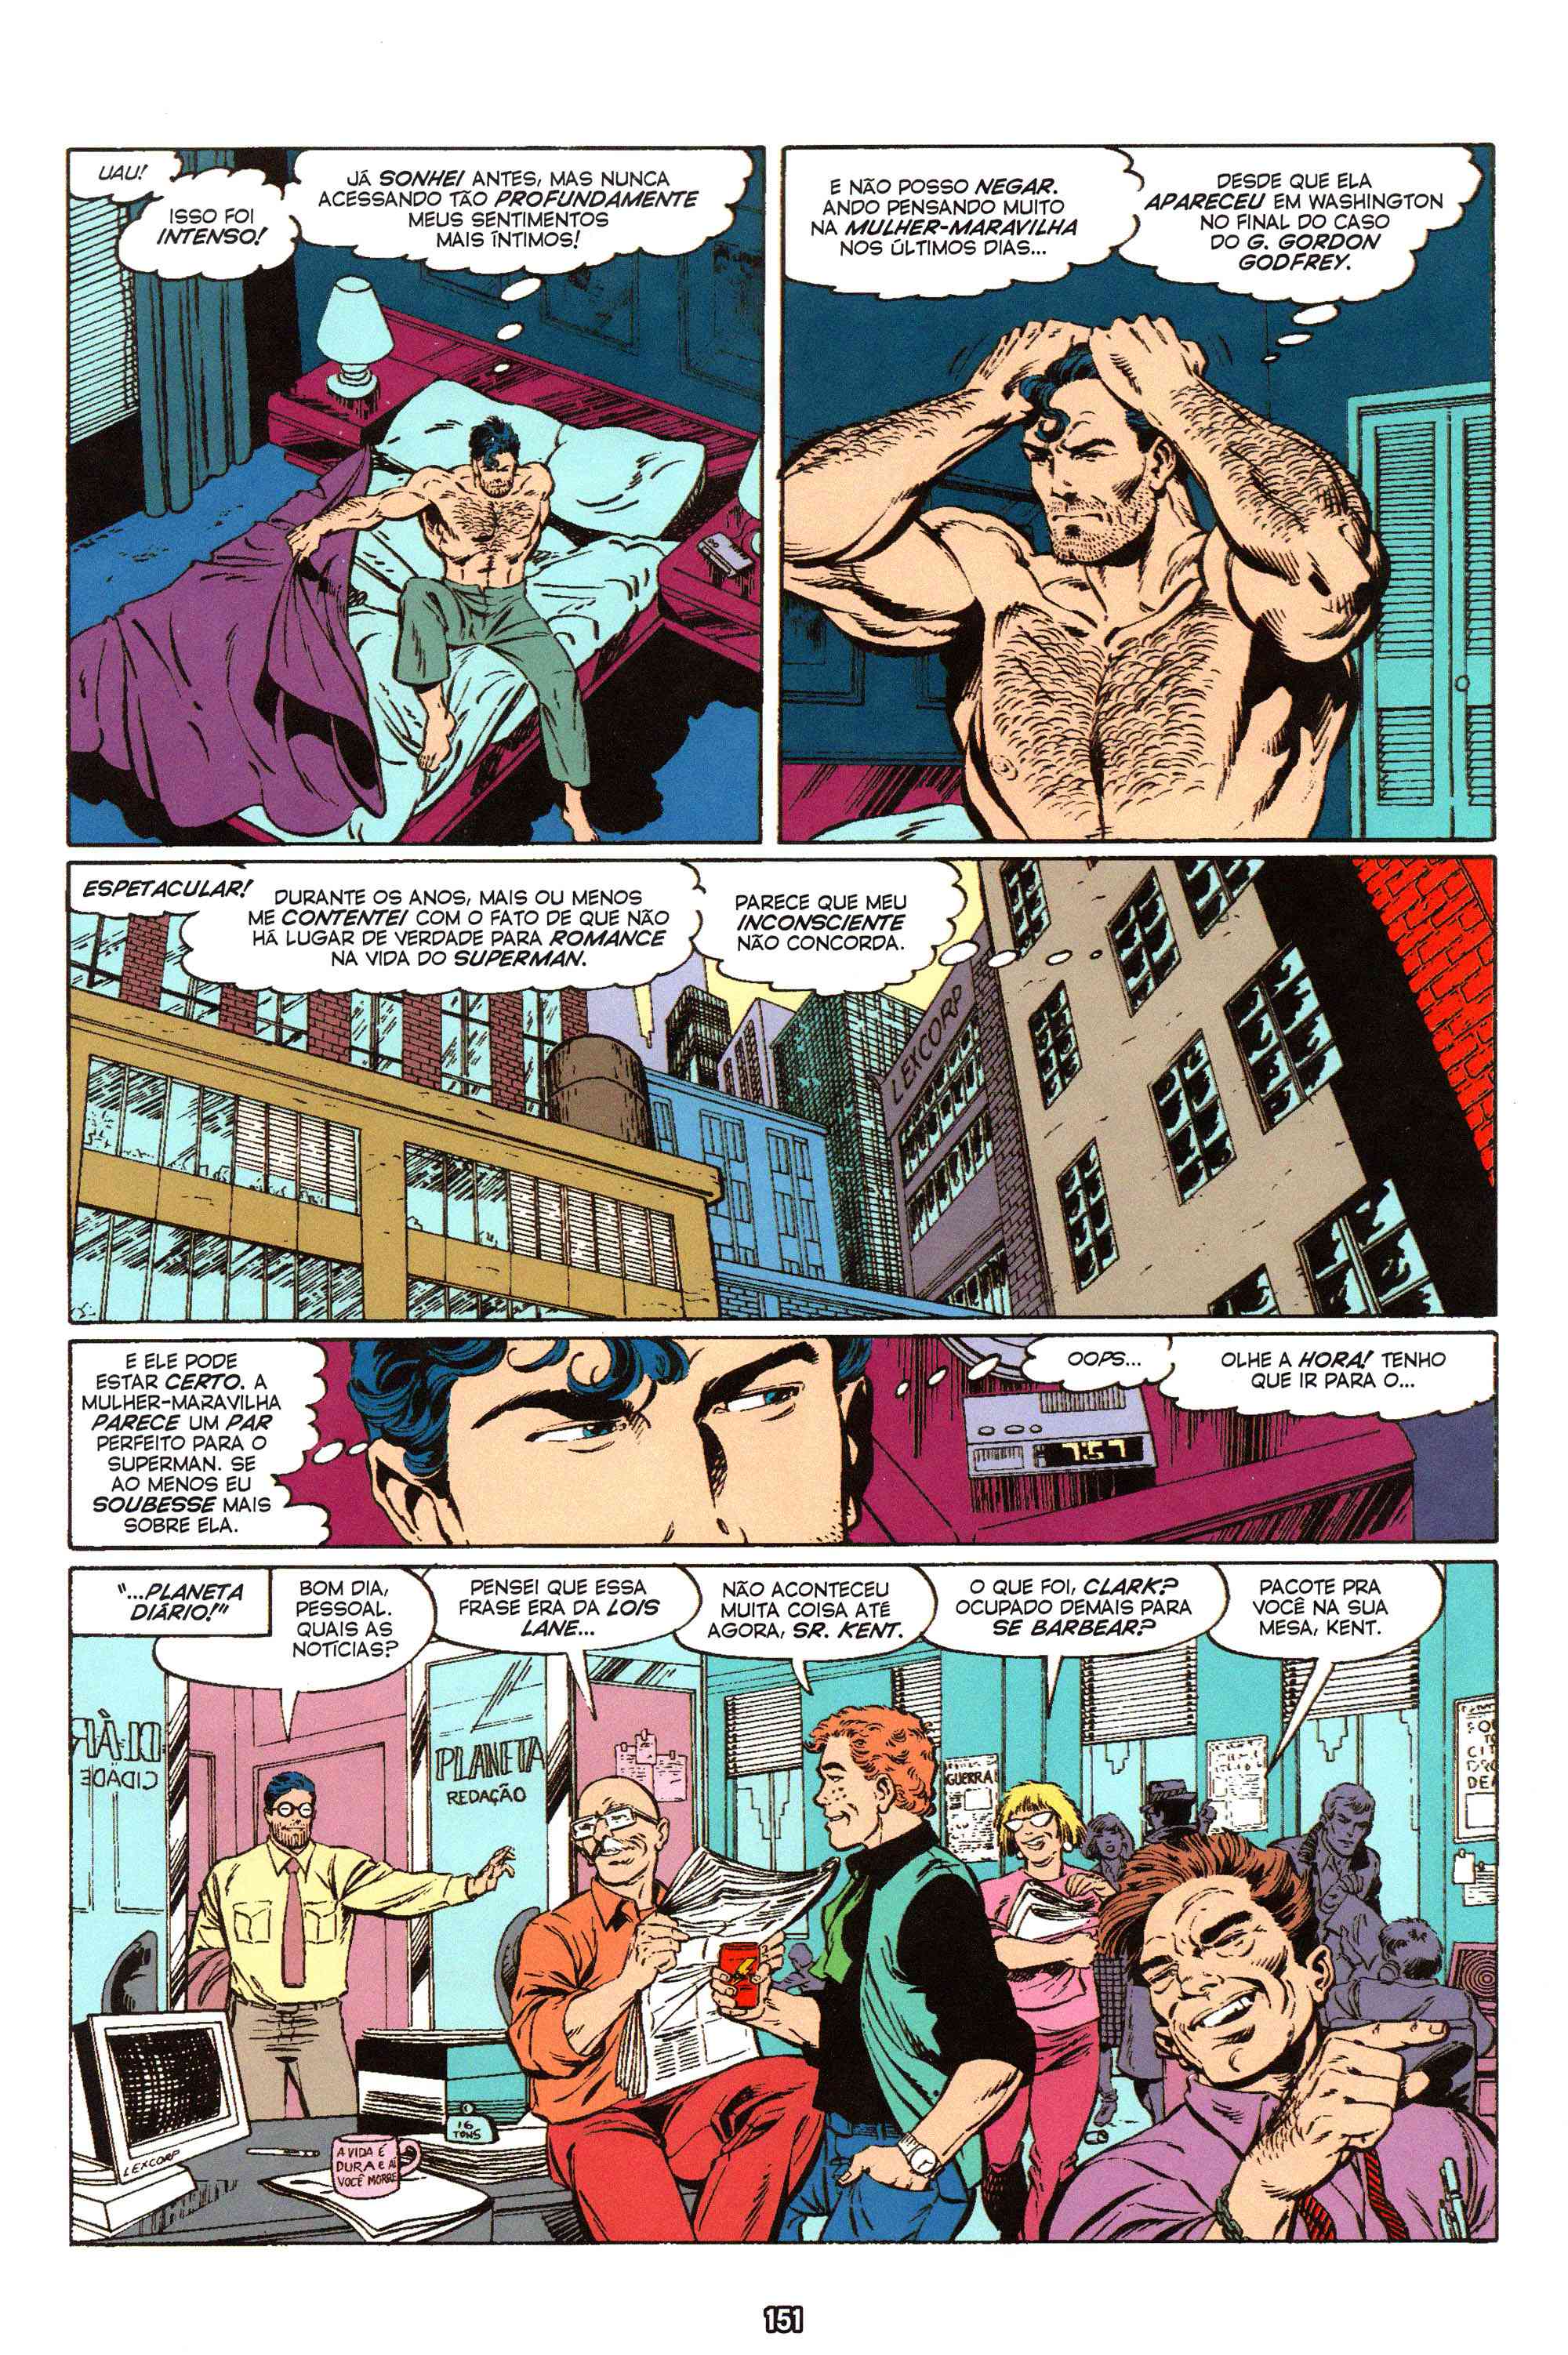 UAU!
ISSO FOI
INTENSO!
JÁ SONHEI ANTES, MAS NUNCA
ACESSANDO TÃO PROFUNDAMENTE
MEUS SENTIMENTOS
MAIS ÍNTIMOS!
E NÃO POSSO NEGAR.
ANDO PENSANDO MUITO
NA MULHER-MARAVILHA
NOS ÚLTIMOS DIAS...
DESDE QUE ELA
APARECEU EM WASHINGTON
NO FINAL DO CASO
DO G. GORDON
GODFREY.
ESPETACULAR!
DURANTE OS ANOS, MAIS OU MENOS
ME CONTENTEI COM O FATO DE QUE NÃO
HÁ LUGAR DE VERDADE PARA ROMANCE
NA VIDA DO SUPERMAN.
PARECE QUE MEU
INCONSCIENTE
NÃO CONCORDA.
LEXCORP
E ELE PODE
ESTAR CERTO. A
MULHER-MARAVILHA
PARECE UM PAR
PERFEITO PARA O
SUPERMAN. SE
AO MENOS EU
SOUBESSE MAIS
SOBRE ELA.
OOPS...
OLHE A HORA! TENHO
QUE IR PARA O...
7:57
"...PLANETA
DIÁRIO!"
BOM DIA,
PESSOAL.
QUAIS AS
NOTÍCIAS?
PENSEI QUE ESSA
FRASE ERA DA LOIS
LANE...
NÃO ACONTECEU
MUITA COISA ATÉ
AGORA, SR. KENT.
O QUE FOI, CLARK?
OCUPADO DEMAIS PARA
SE BARBEAR?
PACOTE PRA
VOCÊ NA SUA
MESA, KENT.
CIDADE
PLANETA
REDAÇÃO
GUERRA!
LEXCORP
A VIDA É
DURA E AÍ
VOCÊ MORRE
16
TONS
151